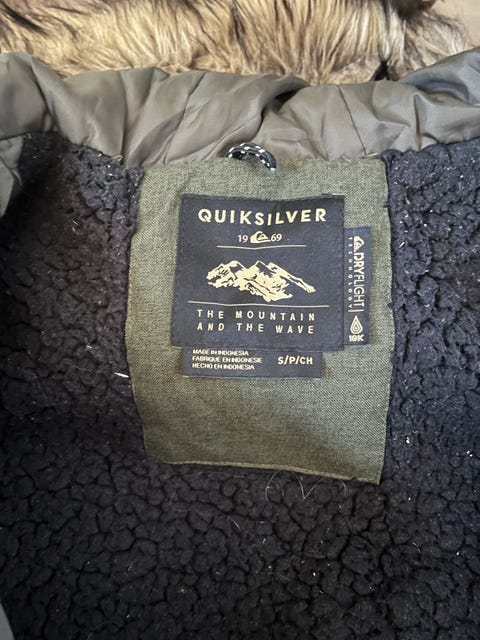 QUIKSILVER
19 69
THE MOUNTAIN
AND THE WAVE
DRYFLIGHT
TECHNOLOGY
10K
MADE IN INDONESIA
FABRIQUE EN INDONESIE
HECHO EN INDONESIA
S/P/CH